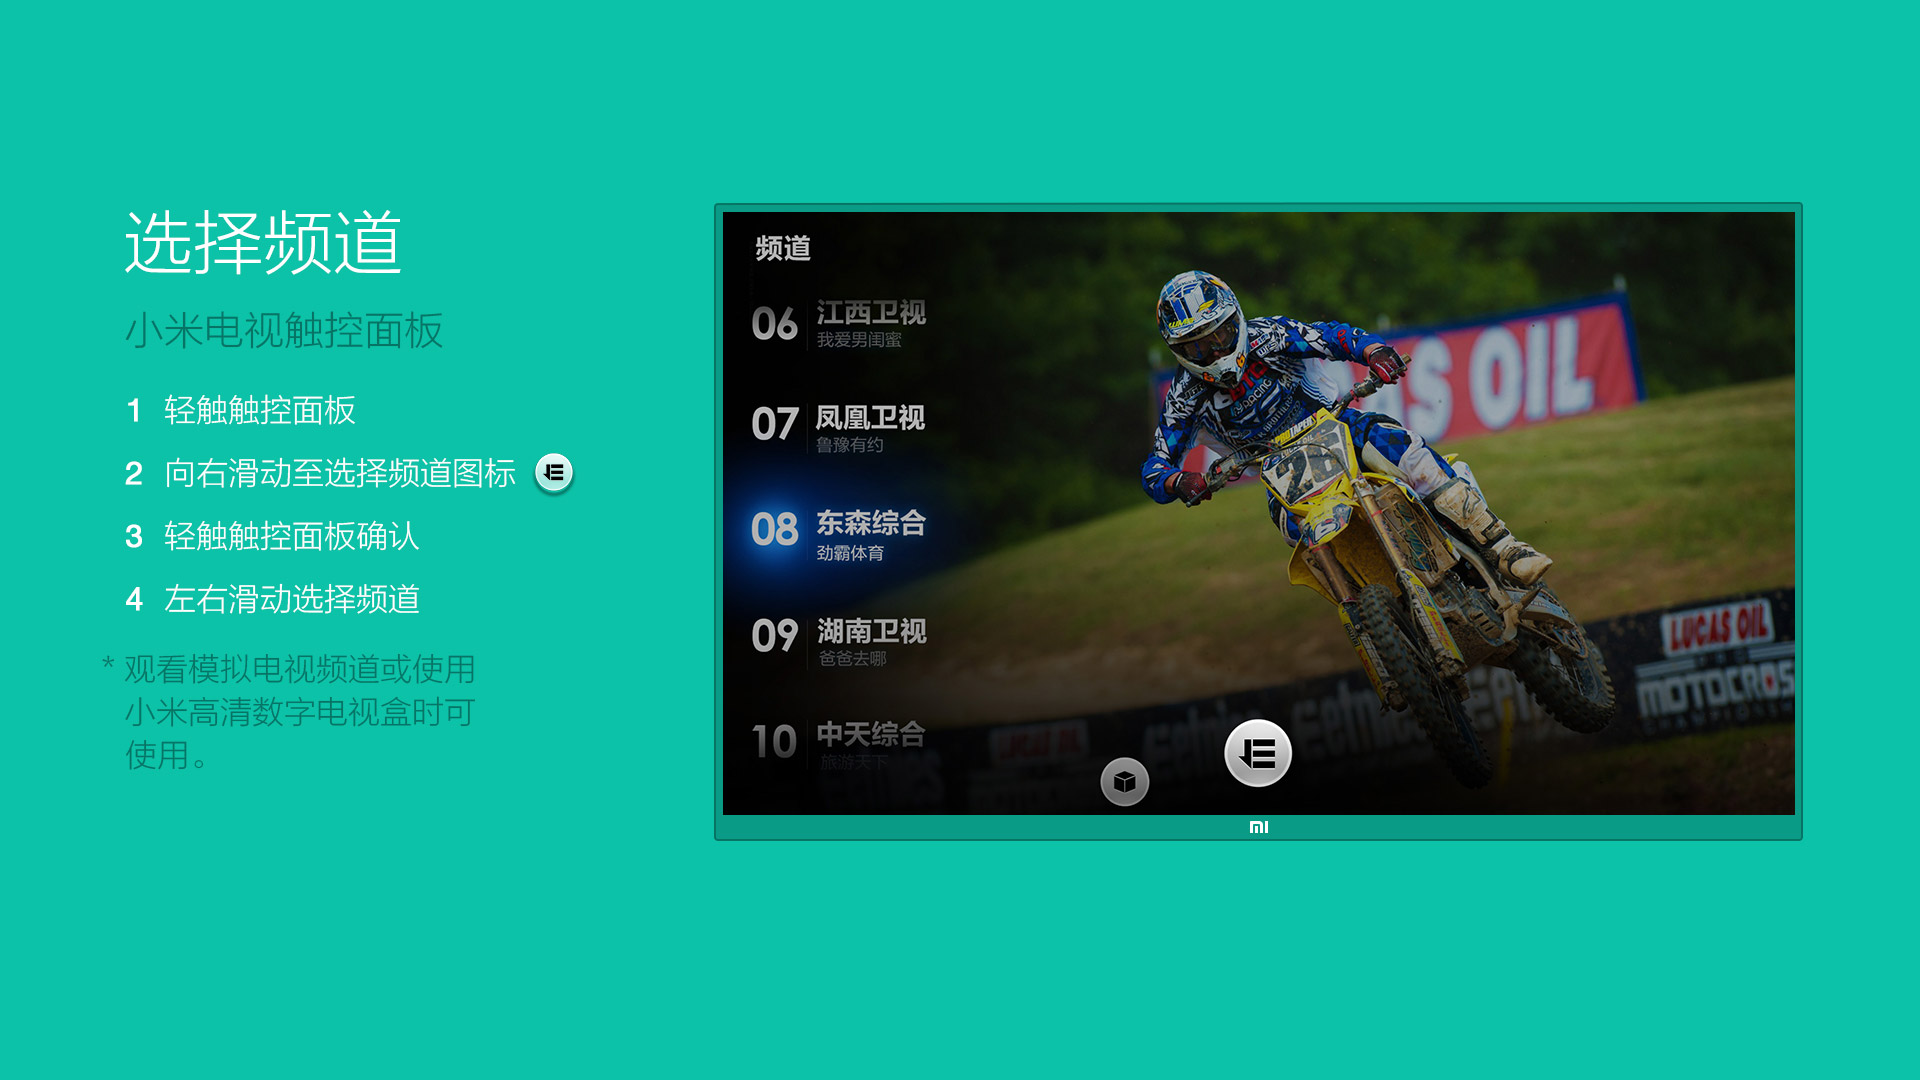 选择频道
小米电视触控面板
1 轻触触控面板
2 向右滑动至选择频道图标
3 轻触触控面板确认
4 左右滑动选择频道
* 观看模拟电视频道或使用
小米高清数字电视盒时可
使用。
频道
06 江西卫视
我爱男闺蜜
07 凤凰卫视
鲁豫有约
08 东森综合
劲霸体育
09 湖南卫视
爸爸去哪
10 中天综合
旅游天下
AS OIL
RACING
PRO TAPER
26
LUCAS OIL
MOTOCROSS
CHAMPIONSHIP
mi